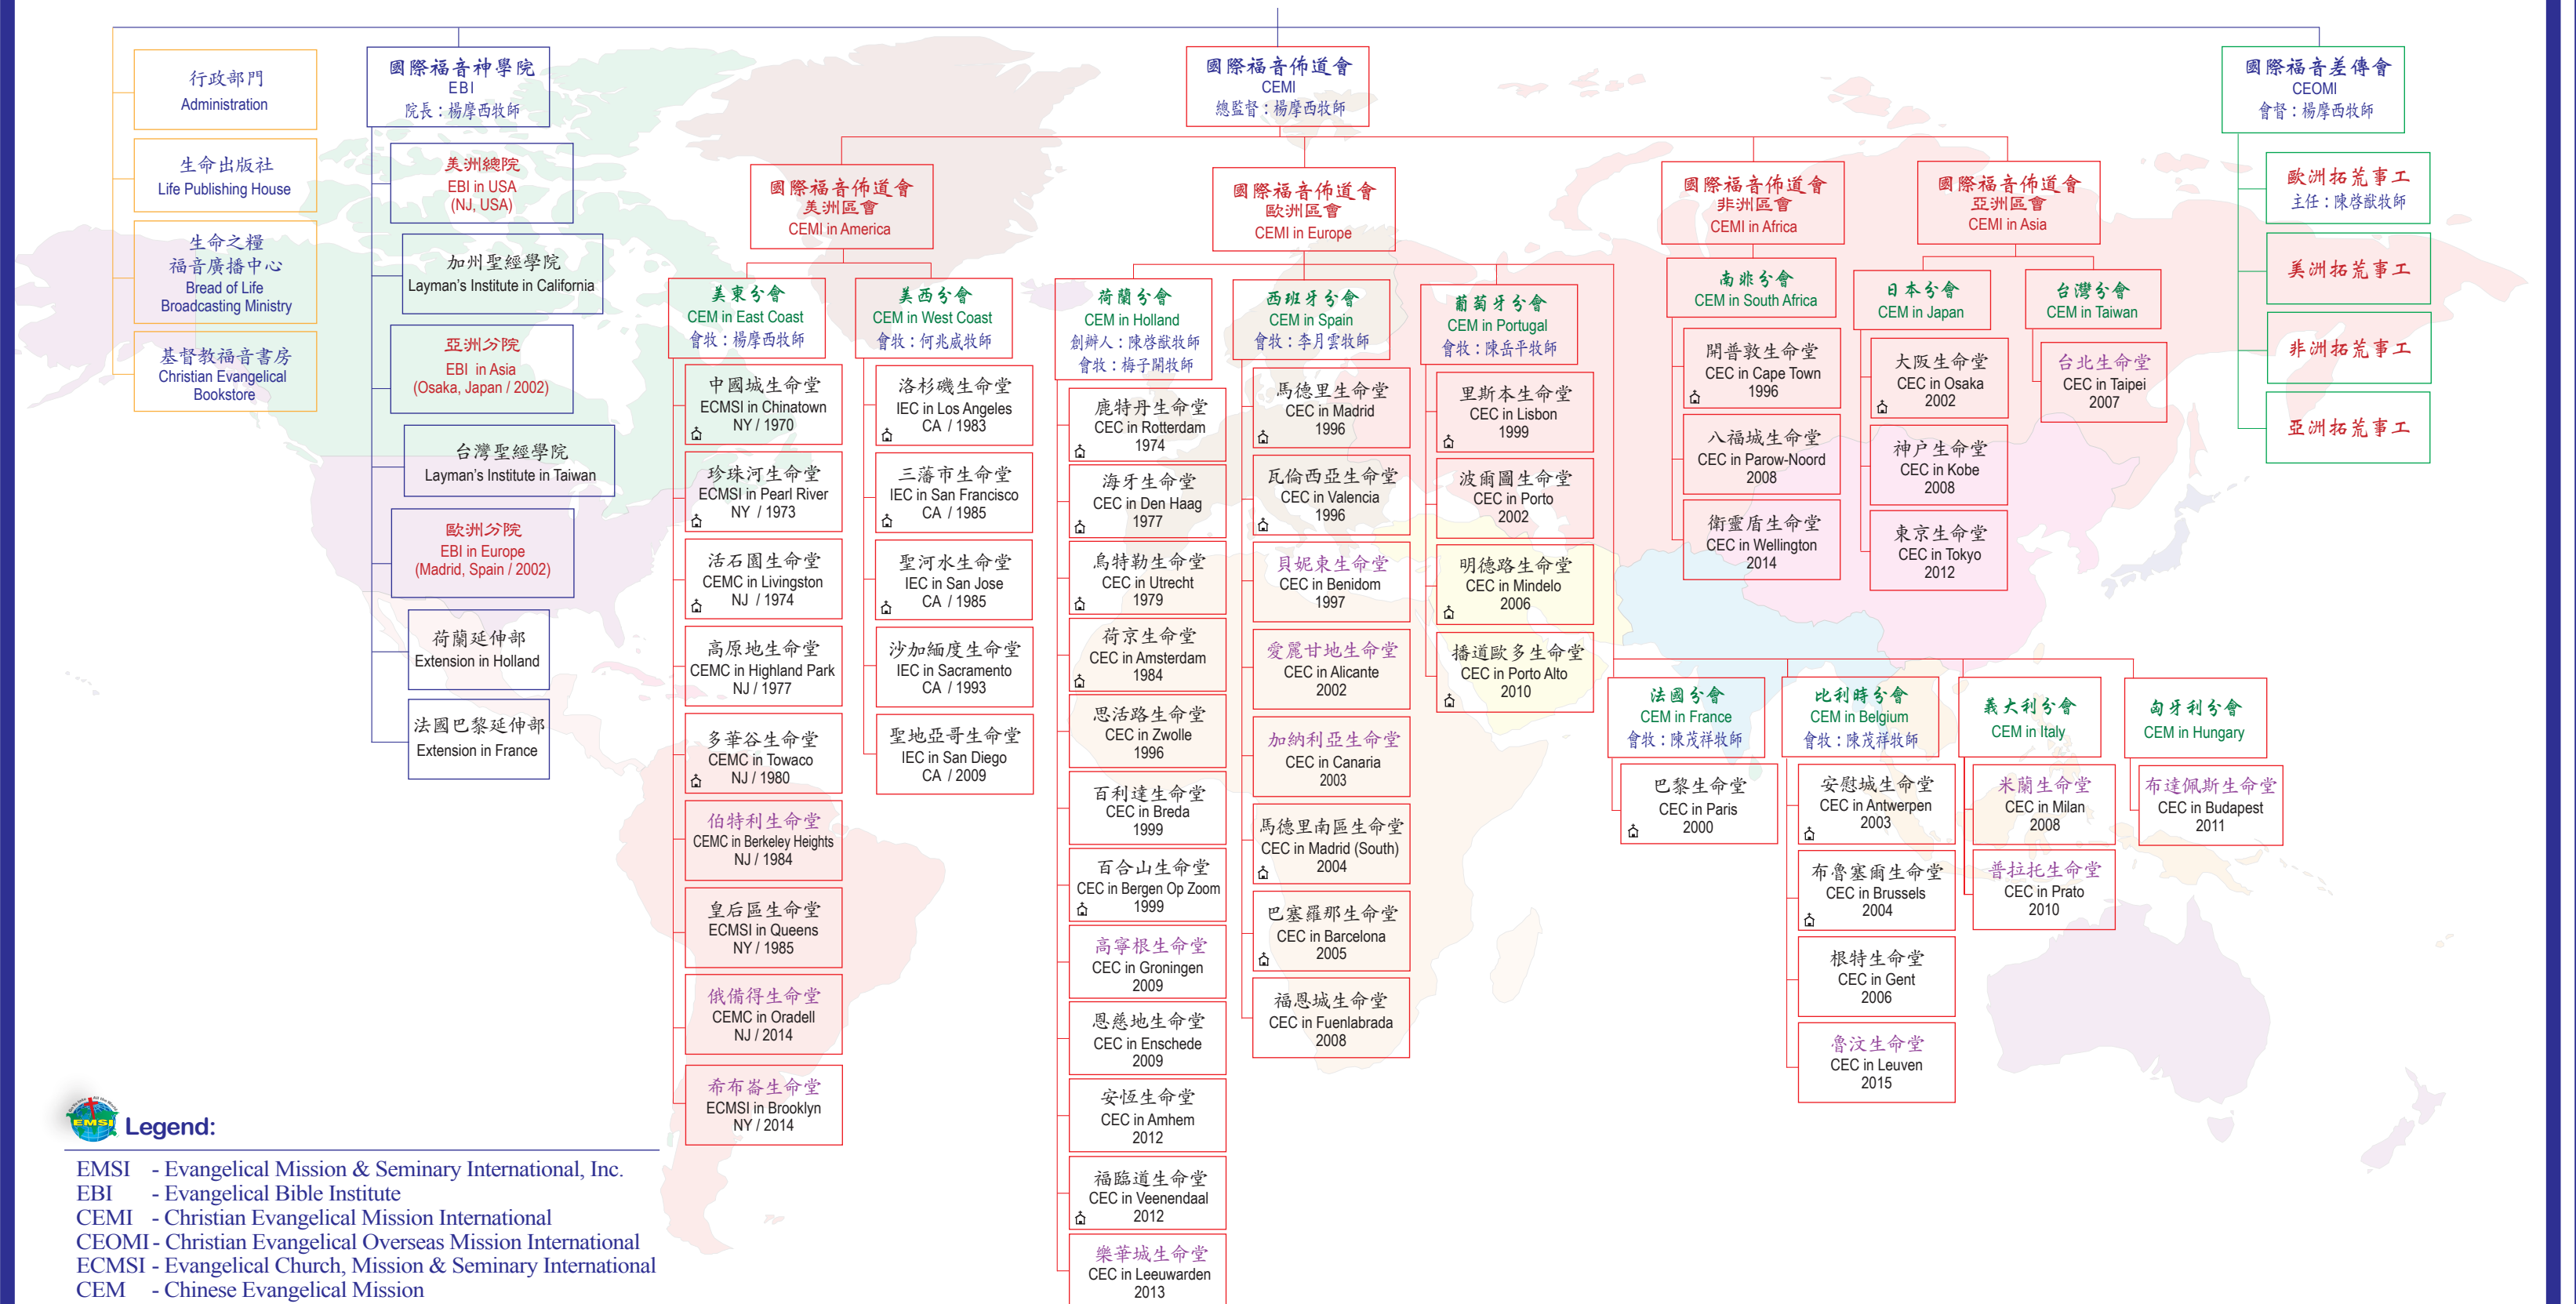 行政部門
Administration
生命出版社
Life Publishing House
生命之糧
福音廣播中心
Bread of Life
Broadcasting Ministry
基督教福音書房
Christian Evangelical
Bookstore
國際福音神學院
EBI
院長：楊摩西牧師
美洲總院
EBI in USA
(NJ, USA)
加州聖經學院
Layman's Institute in California
亞洲分院
EBI in Asia
(Osaka, Japan / 2002)
台灣聖經學院
Layman's Institute in Taiwan
歐洲分院
EBI in Europe
(Madrid, Spain / 2002)
荷蘭延伸部
Extension in Holland
法國巴黎延伸部
Extension in France
國際福音佈道會
CEMI
總監督：楊摩西牧師
國際福音佈道會
美洲區會
CEMI in America
美東分會
CEM in East Coast
會牧：楊摩西牧師
中國城生命堂
ECMSI in Chinatown
NY / 1970
珍珠河生命堂
ECMSI in Pearl River
NY / 1973
活石園生命堂
CEMC in Livingston
NJ / 1974
高原地生命堂
CEMC in Highland Park
NJ / 1977
多華谷生命堂
CEMC in Towaco
NJ / 1980
伯特利生命堂
CEMC in Berkeley Heights
NJ / 1984
皇后區生命堂
ECMSI in Queens
NY / 1985
俄備得生命堂
CEMC in Oradell
NJ / 2014
希布崙生命堂
ECMSI in Brooklyn
NY / 2014
美西分會
CEM in West Coast
會牧：何兆威牧師
洛杉磯生命堂
IEC in Los Angeles
CA / 1983
三藩市生命堂
IEC in San Francisco
CA / 1985
聖河水生命堂
IEC in San Jose
CA / 1985
沙加緬度生命堂
IEC in Sacramento
CA / 1993
聖地亞哥生命堂
IEC in San Diego
CA / 2009
國際福音佈道會
歐洲區會
CEMI in Europe
荷蘭分會
CEM in Holland
創辦人：陳啓猷牧師
會牧：梅子開牧師
鹿特丹生命堂
CEC in Rotterdam
1974
海牙生命堂
CEC in Den Haag
1977
烏特勒生命堂
CEC in Utrecht
1979
荷京生命堂
CEC in Amsterdam
1984
思活路生命堂
CEC in Zwolle
1996
百利達生命堂
CEC in Breda
1999
百合山生命堂
CEC in Bergen Op Zoom
1999
高寧根生命堂
CEC in Groningen
2009
恩慈地生命堂
CEC in Enschede
2009
安恆生命堂
CEC in Amhem
2012
福臨道生命堂
CEC in Veenendaal
2012
樂華城生命堂
CEC in Leeuwarden
2013
西班牙分會
CEM in Spain
會牧：李月雲牧師
馬德里生命堂
CEC in Madrid
1996
瓦倫西亞生命堂
CEC in Valencia
1996
貝妮東生命堂
CEC in Benidom
1997
愛麗甘地生命堂
CEC in Alicante
2002
加納利亞生命堂
CEC in Canaria
2003
馬德里南區生命堂
CEC in Madrid (South)
2004
巴塞羅那生命堂
CEC in Barcelona
2005
福恩城生命堂
CEC in Fuenlabrada
2008
葡萄牙分會
CEM in Portugal
會牧：陳岳平牧師
里斯本生命堂
CEC in Lisbon
1999
波爾圖生命堂
CEC in Porto
2002
明德路生命堂
CEC in Mindelo
2006
播道歐多生命堂
CEC in Porto Alto
2010
法國分會
CEM in France
會牧：陳茂祥牧師
巴黎生命堂
CEC in Paris
2000
比利時分會
CEM in Belgium
會牧：陳茂祥牧師
安慰城生命堂
CEC in Antwerpen
2003
布魯塞爾生命堂
CEC in Brussels
2004
根特生命堂
CEC in Gent
2006
魯汶生命堂
CEC in Leuven
2015
義大利分會
CEM in Italy
米蘭生命堂
CEC in Milan
2008
普拉托生命堂
CEC in Prato
2010
匈牙利分會
CEM in Hungary
布達佩斯生命堂
CEC in Budapest
2011
國際福音佈道會
非洲區會
CEMI in Africa
南非分會
CEM in South Africa
開普敦生命堂
CEC in Cape Town
1996
八福城生命堂
CEC in Parow-Noord
2008
衛靈盾生命堂
CEC in Wellington
2014
國際福音佈道會
亞洲區會
CEMI in Asia
日本分會
CEM in Japan
大阪生命堂
CEC in Osaka
2002
神户生命堂
CEC in Kobe
2008
東京生命堂
CEC in Tokyo
2012
台灣分會
CEM in Taiwan
台北生命堂
CEC in Taipei
2007
國際福音差傳會
CEOMI
會督：楊摩西牧師
歐洲拓荒事工
主任：陳啓猷牧師
美洲拓荒事工
非洲拓荒事工
亞洲拓荒事工
EMSI
Legend:
EMSI - Evangelical Mission & Seminary International, Inc.
EBI - Evangelical Bible Institute
CEMI - Christian Evangelical Mission International
CEOMI - Christian Evangelical Overseas Mission International
ECMSI - Evangelical Church, Mission & Seminary International
CEM - Chinese Evangelical Mission